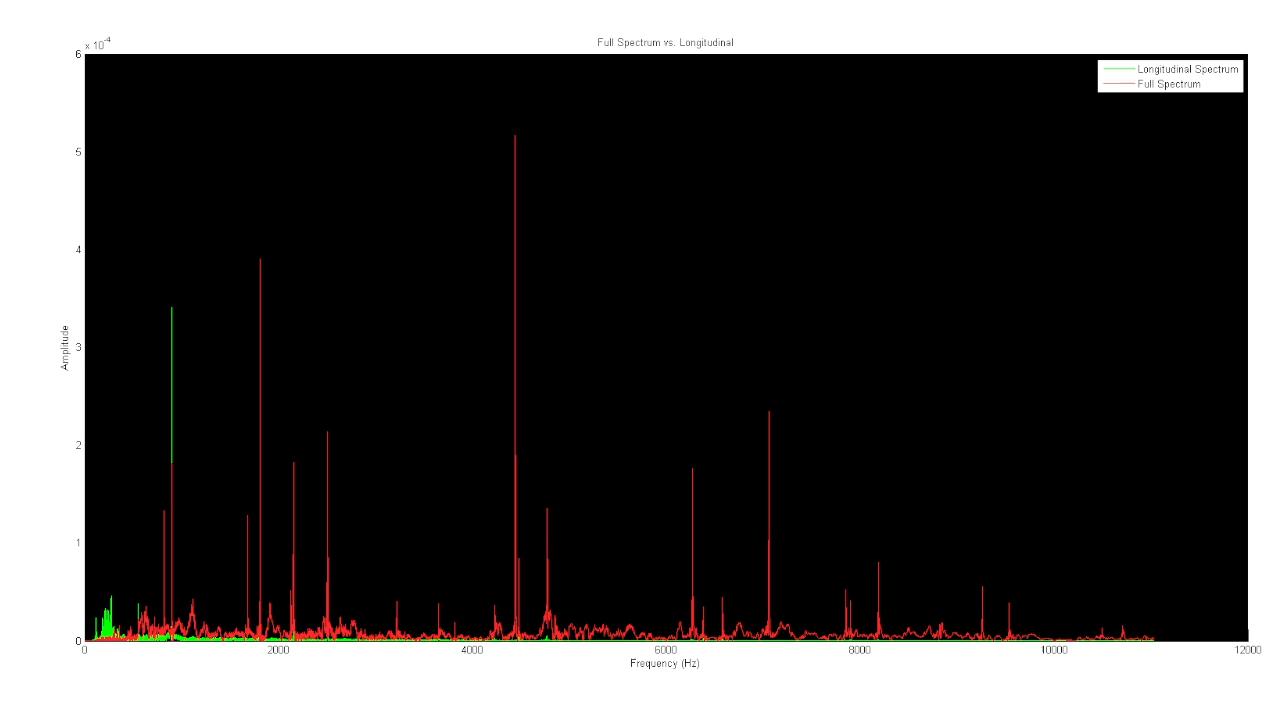 Full Spectrum vs. Longitudinal
x 10^-4
Longitudinal Spectrum
Full Spectrum
6
5
4
3
2
1
0
Amplitude
0 2000 4000 6000 8000 10000 12000
Frequency (Hz)